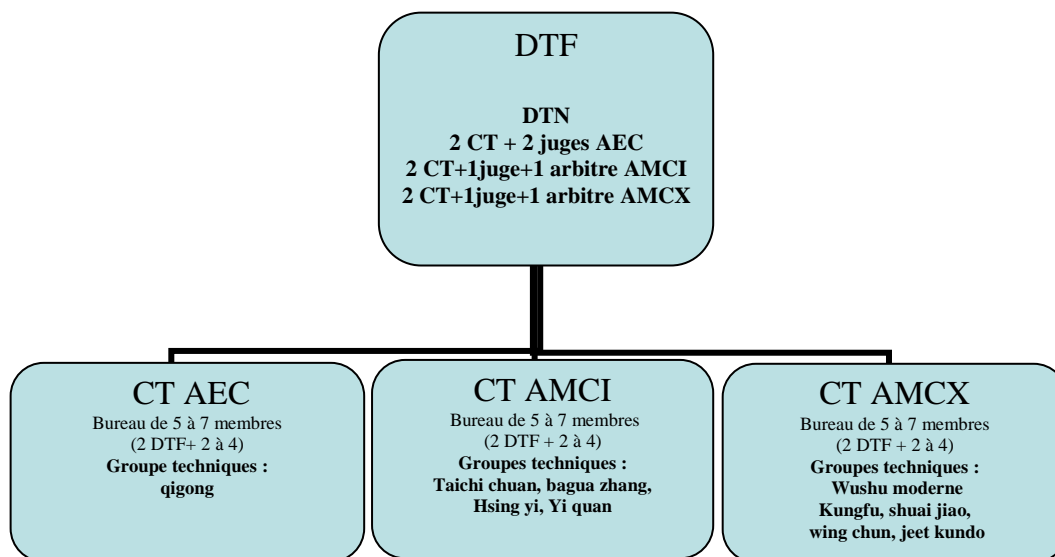 DTF
DTN
2 CT + 2 juges AEC
2 CT+1juge+1 arbitre AMCI
2 CT+1juge+1 arbitre AMCX
CT AEC
Bureau de 5 à 7 membres
(2 DTF+ 2 à 4)
Groupe techniques :
qigong
CT AMCI
Bureau de 5 à 7 membres
(2 DTF + 2 à 4)
Groupes techniques :
Taichi chuan, bagua zhang,
Hsing yi, Yi quan
CT AMCX
Bureau de 5 à 7 membres
(2 DTF + 2 à 4)
Groupes techniques :
Wushu moderne
Kungfu, shuai jiao,
wing chun, jeet kundo